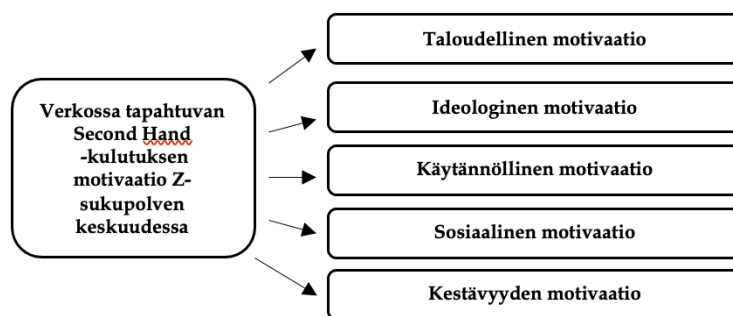 Verkossa tapahtuvan
Second Hand
-kulutuksen
motivaatio Z-
sukupolven
keskuudessa
Taloudellinen motivaatio
Ideologinen motivaatio
Käytännöllinen motivaatio
Sosiaalinen motivaatio
Kestävyyden motivaatio